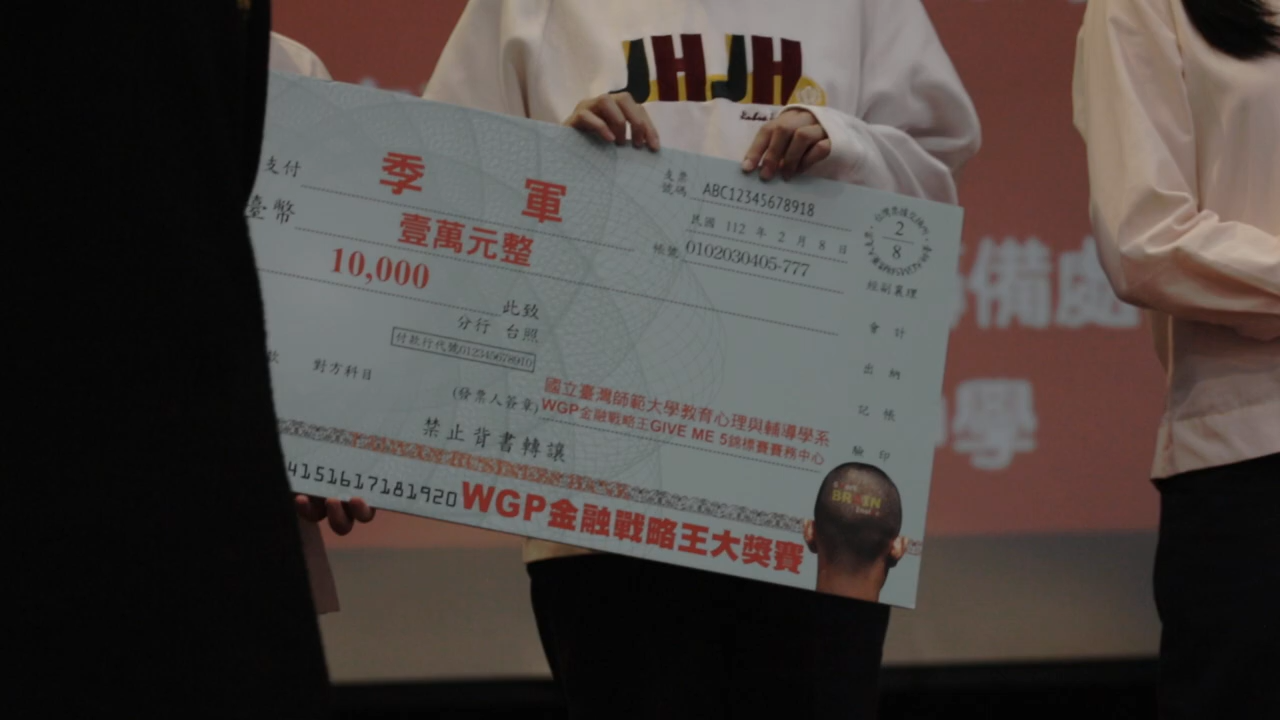 JHJH
支付
季軍
支票號碼 ABC12345678918
民國 112 年 2 月 8 日
臺幣
壹萬元整
帳號 0102030405-777
2
8
10,000
此致
分行 台照
付款行代號012345678910
經副襄理
會計
出納
記帳
驗印
對方科目
(發票人簽章)
國立臺灣師範大學教育心理與輔導學系
WGP金融戰略王GIVE ME 5錦標賽賽務中心
禁止背書轉讓
4151617181920
WGP金融戰略王大獎賽
備處
學